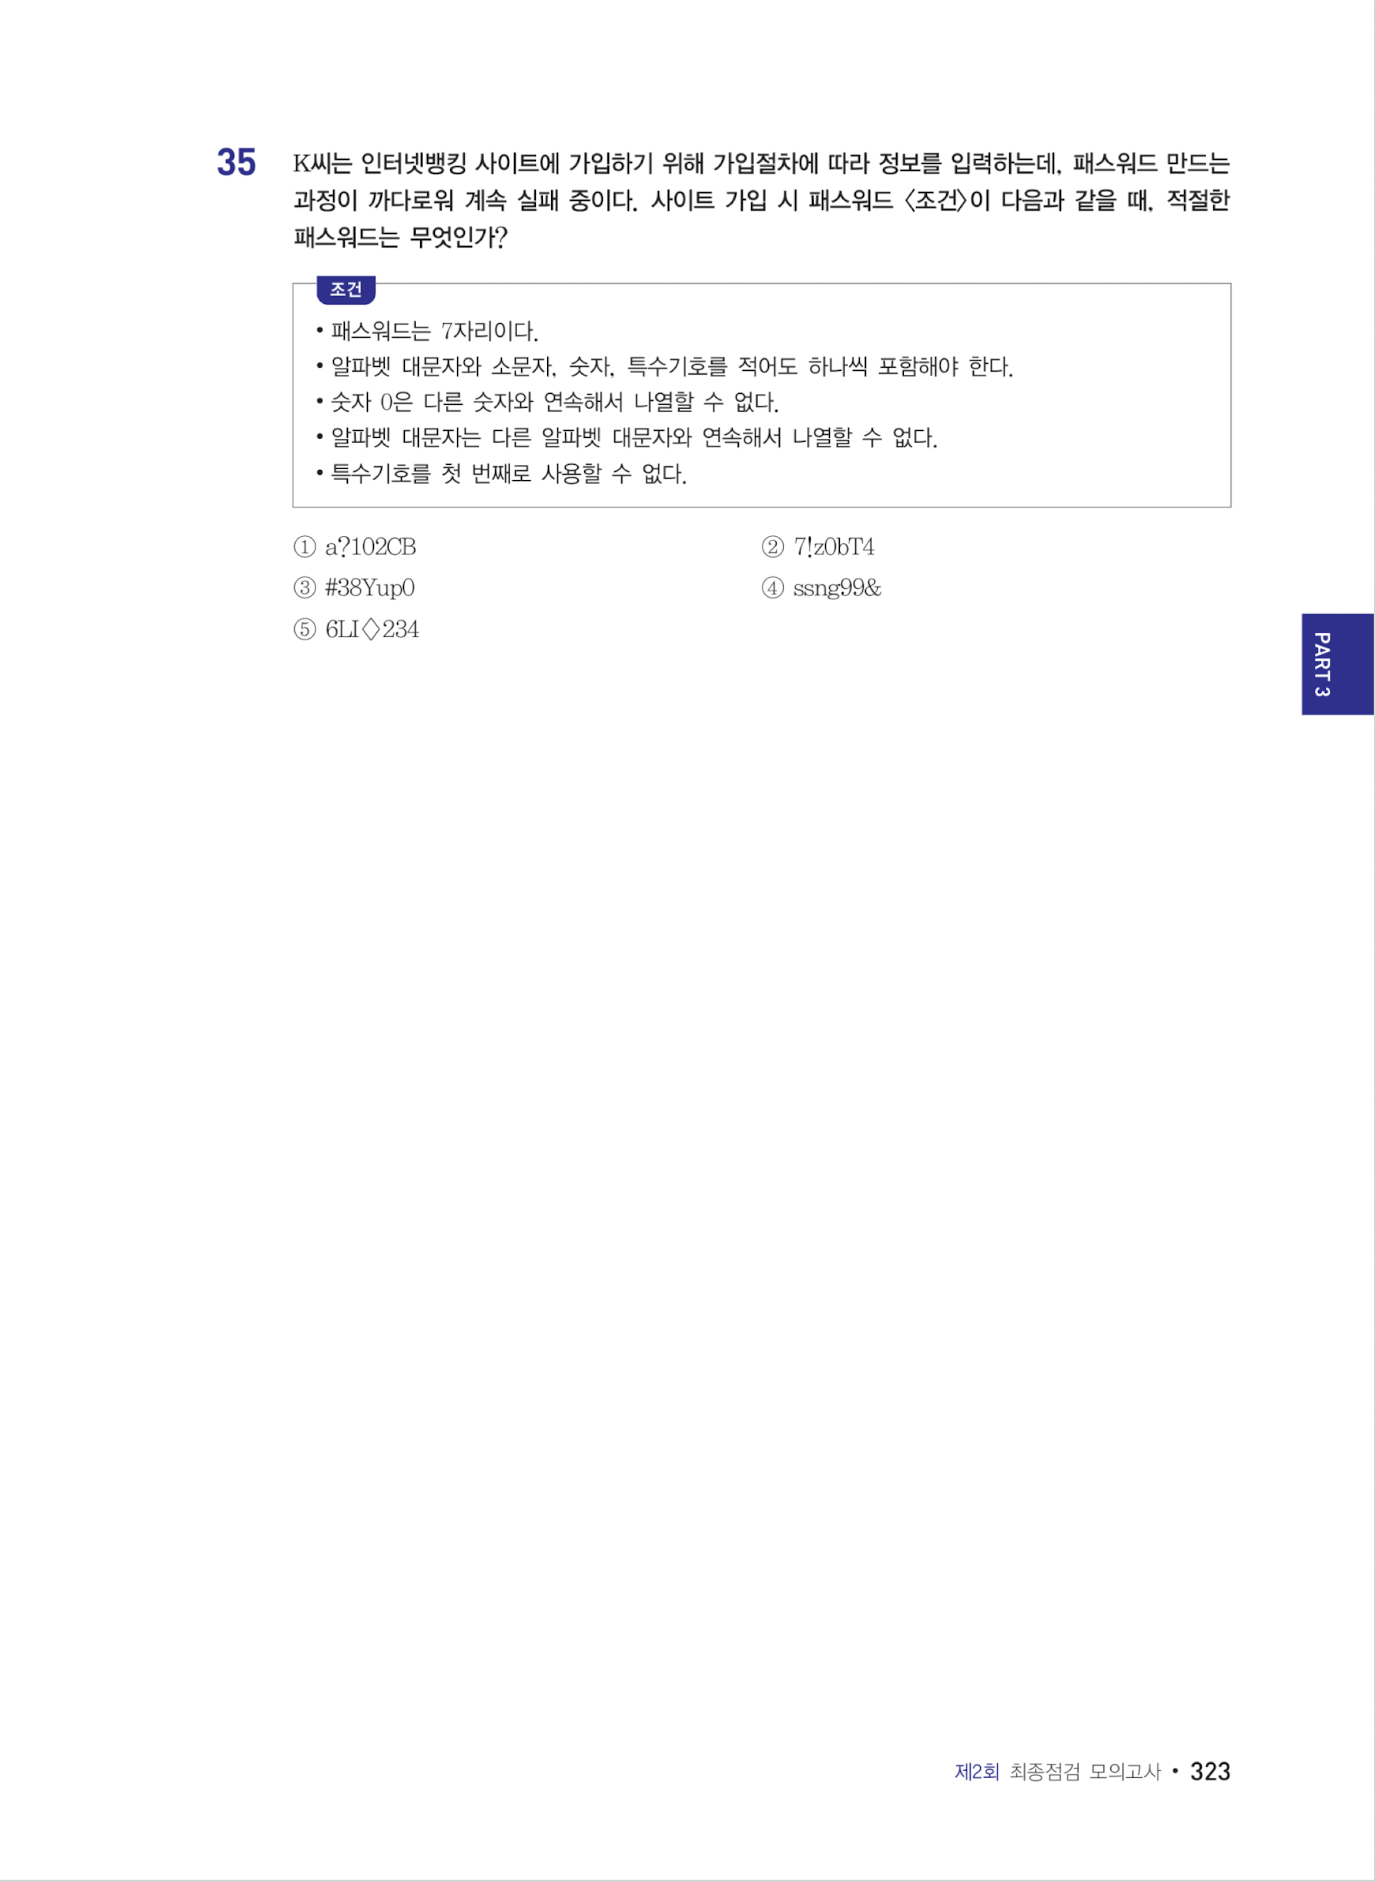 35 K씨는 인터넷뱅킹 사이트에 가입하기 위해 가입절차에 따라 정보를 입력하는데, 패스워드 만드는
과정이 까다로워 계속 실패 중이다. 사이트 가입 시 패스워드 〈조건〉이 다음과 같을 때, 적절한
패스워드는 무엇인가?
조건
• 패스워드는 7자리이다.
• 알파벳 대문자와 소문자, 숫자, 특수기호를 적어도 하나씩 포함해야 한다.
• 숫자 0은 다른 숫자와 연속해서 나열할 수 없다.
• 알파벳 대문자는 다른 알파벳 대문자와 연속해서 나열할 수 없다.
• 특수기호를 첫 번째로 사용할 수 없다.
① a?102CB ② 7!z0bT4
③ #38Yup0 ④ ssng99&
⑤ 6LI◇234
PART 3
제2회 최종점검 모의고사 • 323